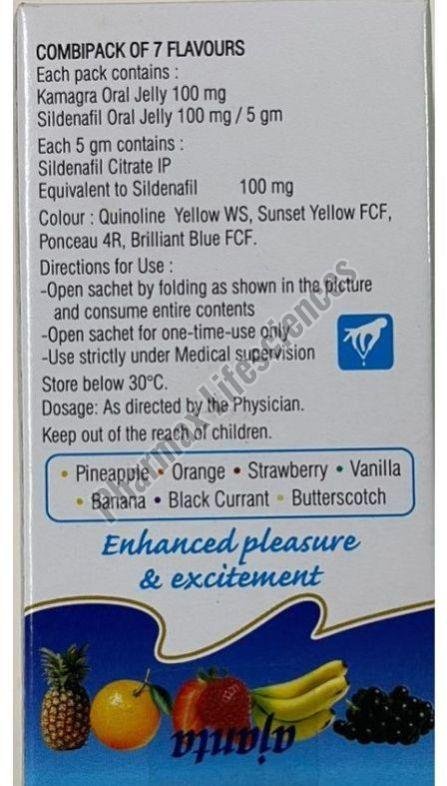 COMBIPACK OF 7 FLAVOURS
Each pack contains :
Kamagra Oral Jelly 100 mg
Sildenafil Oral Jelly 100 mg / 5 gm
Each 5 gm contains :
Sildenafil Citrate IP
Equivalent to Sildenafil 100 mg
Colour : Quinoline Yellow WS, Sunset Yellow FCF,
Ponceau 4R, Brilliant Blue FCF.
Directions for Use :
-Open sachet by folding as shown in the picture
and consume entire contents
-Open sachet for one-time-use only
-Use strictly under Medical supervision
Store below 30°C.
Dosage: As directed by the Physician.
Keep out of the reach of children.
• Pineapple • Orange • Strawberry • Vanilla
• Banana • Black Currant • Butterscotch
Enhanced pleasure
& excitement
ajanta
Pharmax Lifesciences